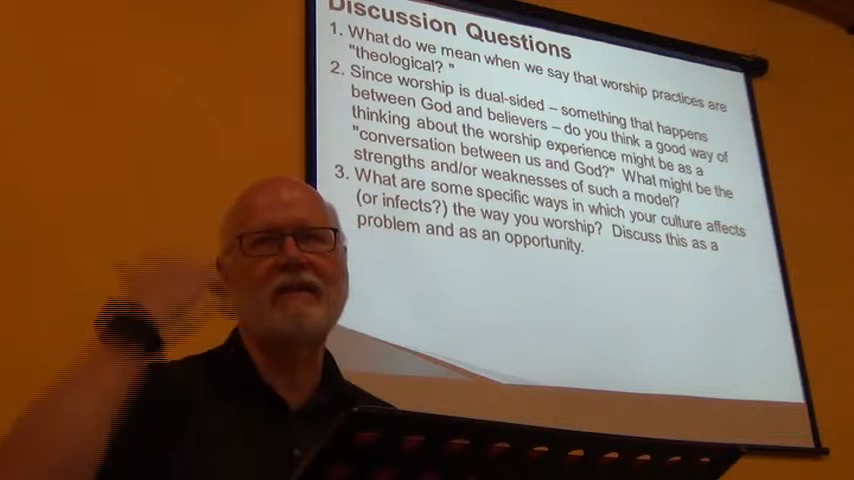 Discussion Questions
1. What do we mean when we say that worship practices are
"theological? "
2. Since worship is dual-sided – something that happens
between God and believers – do you think a good way of
thinking about the worship experience might be as a
"conversation between us and God?" What might be the
strengths and/or weaknesses of such a model?
3. What are some specific ways in which your culture affects
(or infects?) the way you worship? Discuss this as a
problem and as an opportunity.